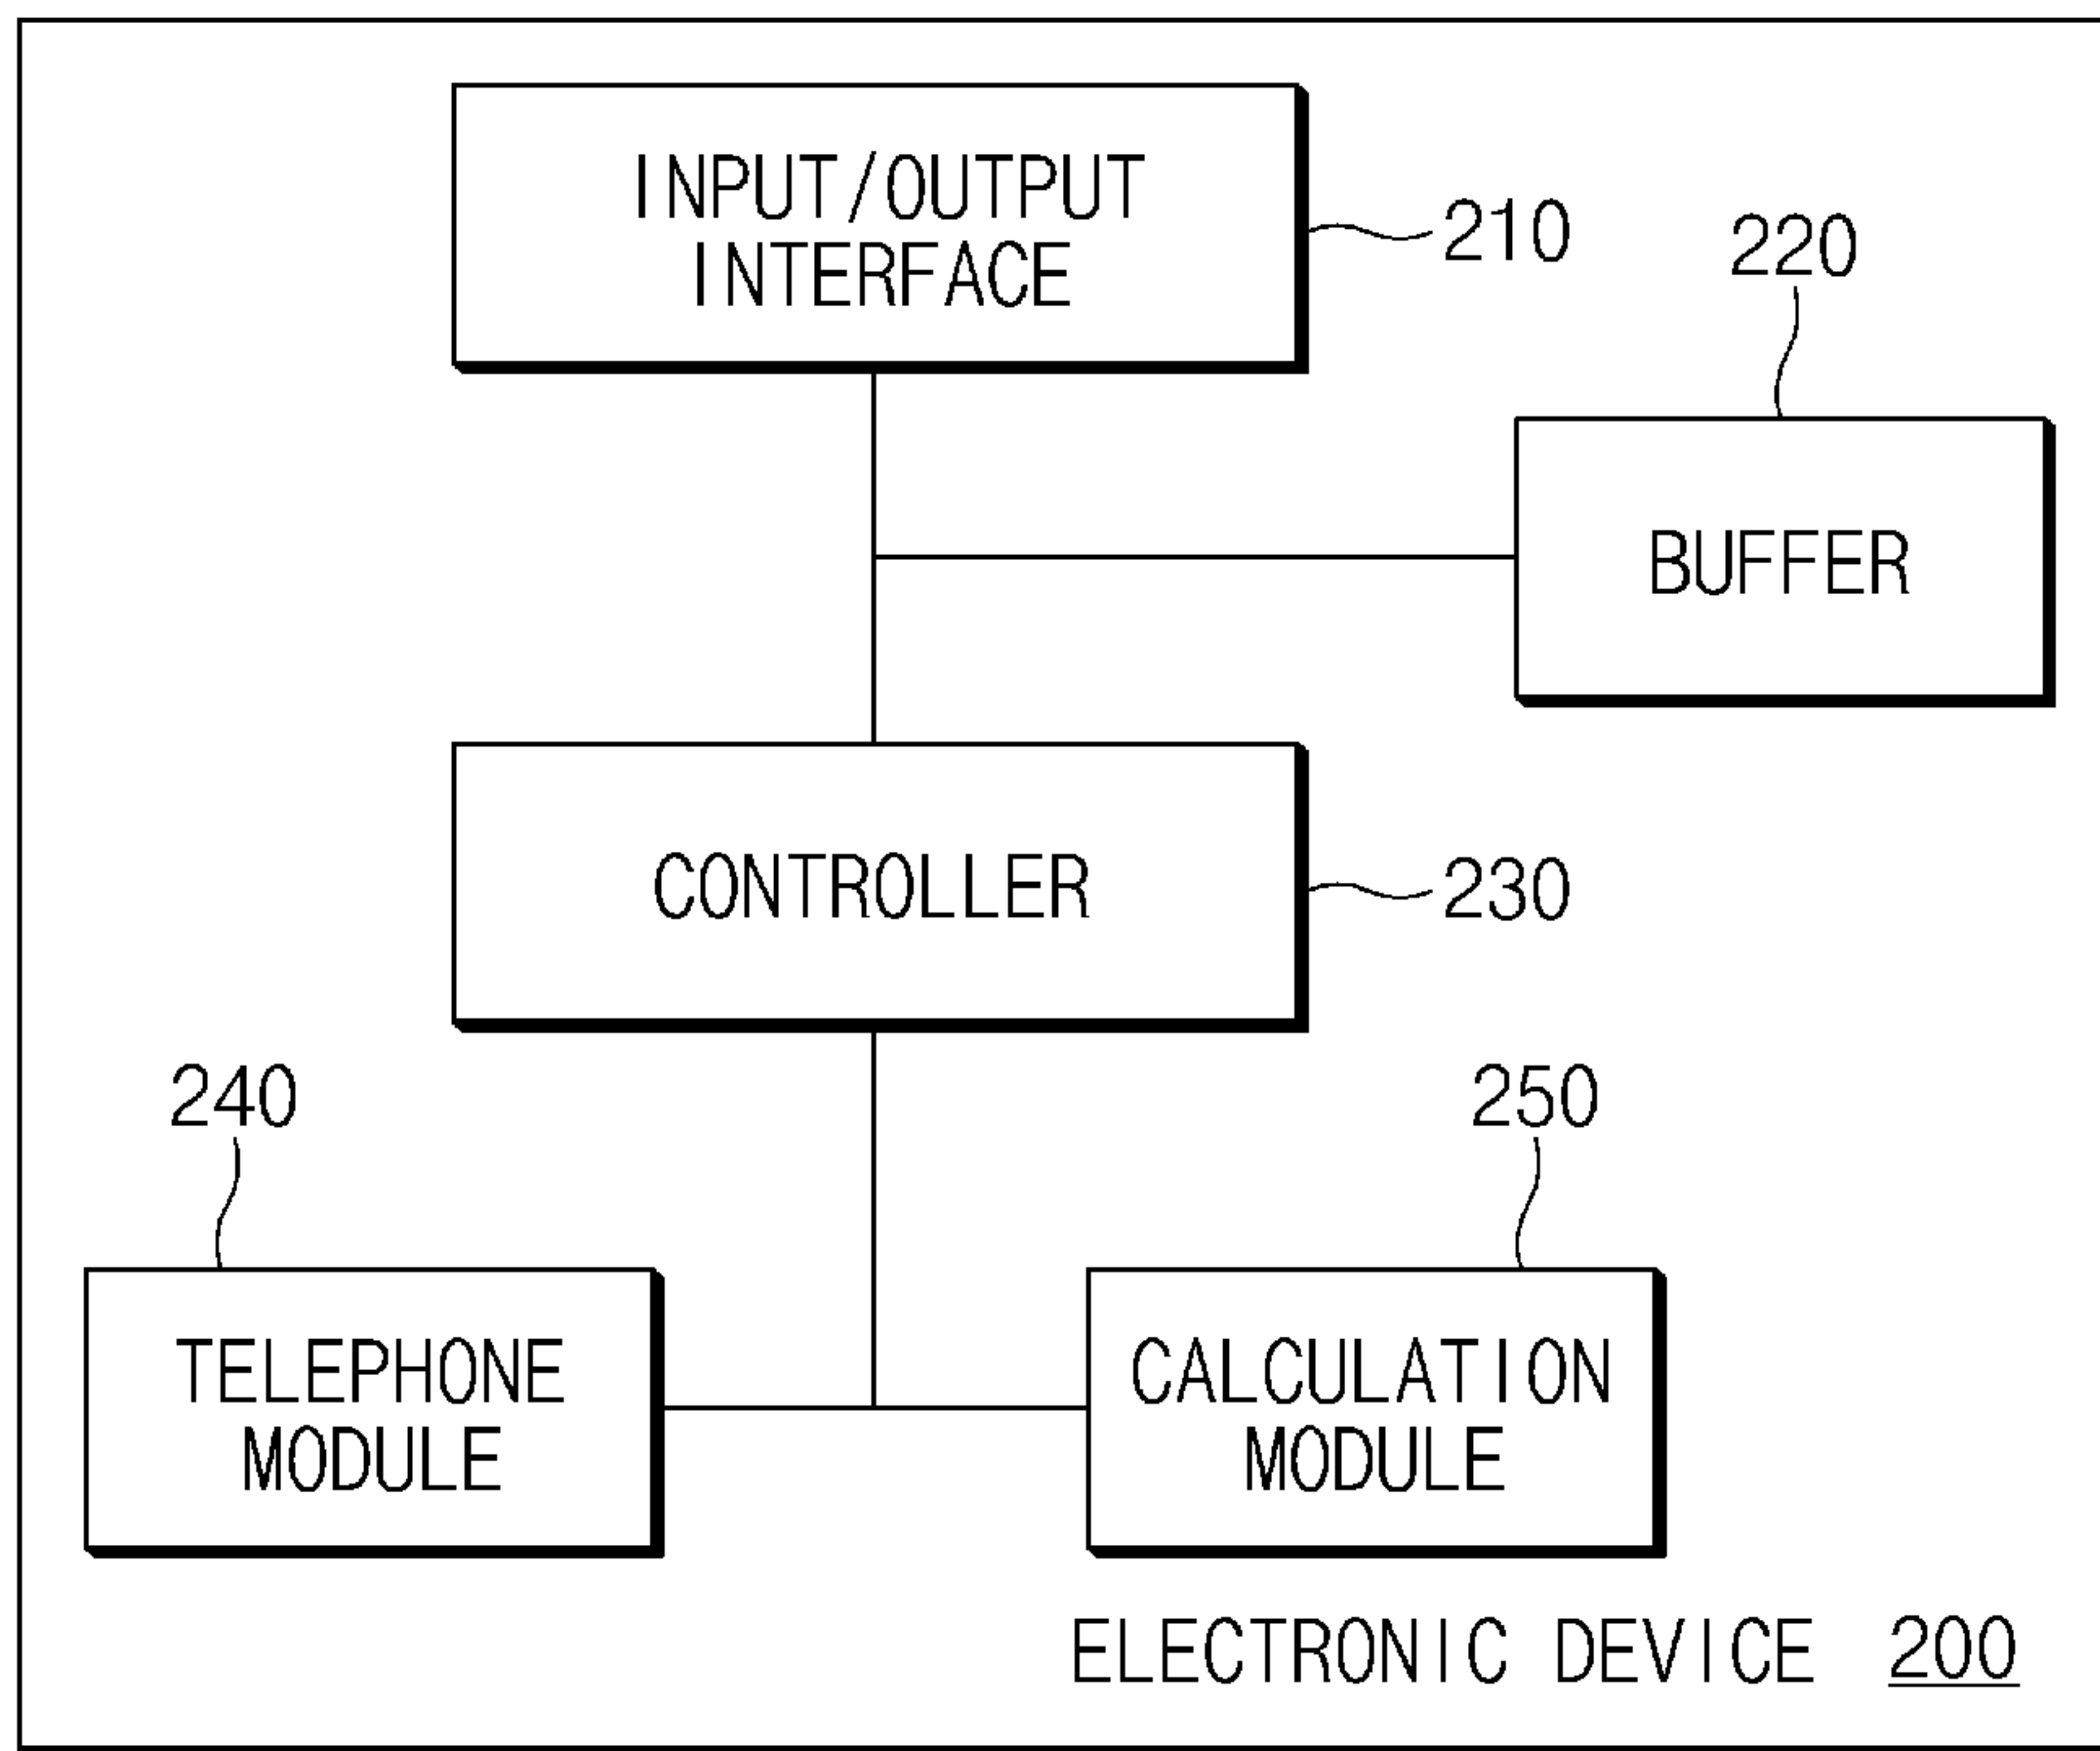 INPUT/OUTPUT
INTERFACE
210
220
BUFFER
CONTROLLER
230
240
250
TELEPHONE
MODULE
CALCULATION
MODULE
ELECTRONIC DEVICE 200